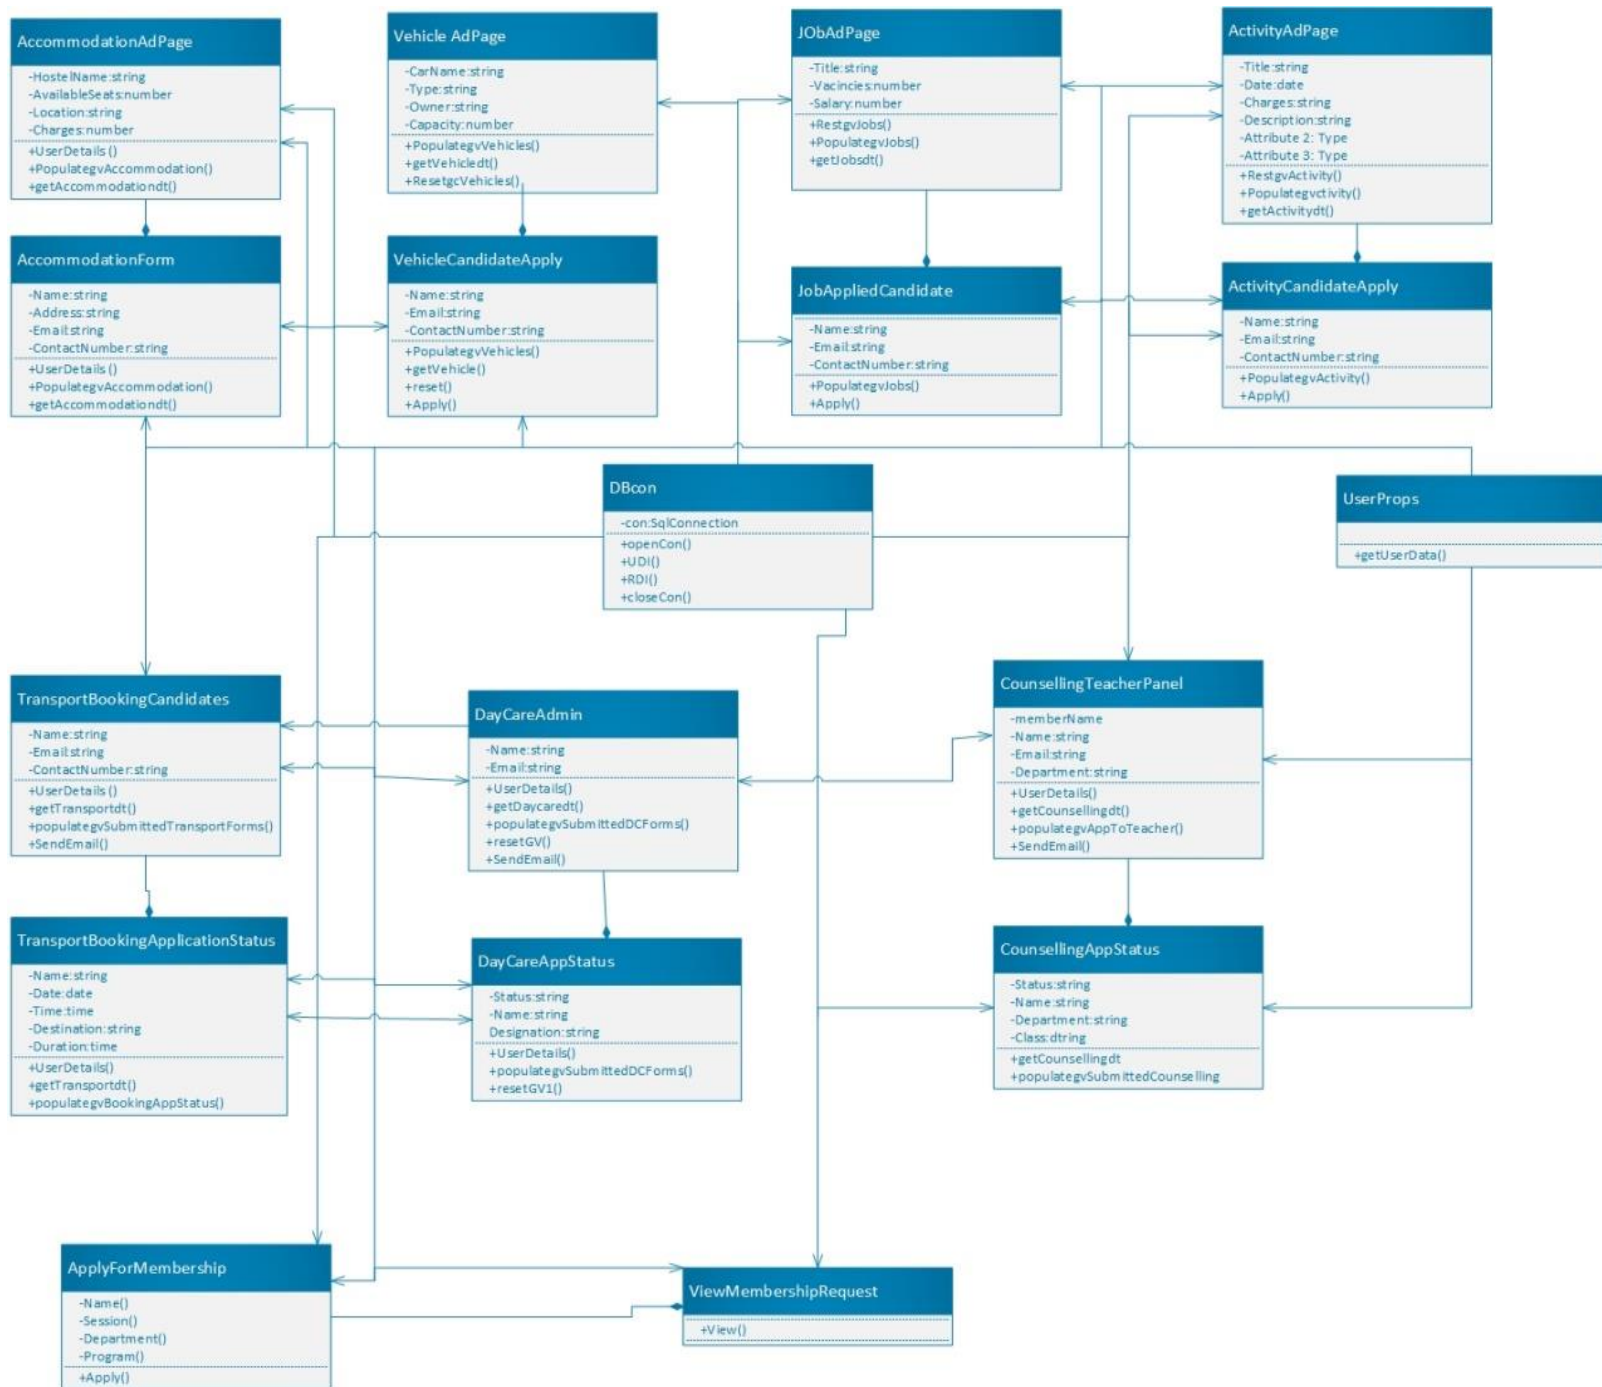 AccommodationAdPage
-HostelName:string
-AvailableSeats:number
-Location:string
-Charges:number
+UserDetails ()
+PopulategvAccommodation()
+getAccommodationdt()
Vehicle AdPage
-CarName:string
-Type:string
-Owner:string
-Capacity:number
+PopulategvVehicles()
+getVehicledt()
+ResetgcVehicles()
JObAdPage
-Title:string
-Vacincies:number
-Salary:number
+RestgvJobs()
+PopulategvJobs()
+getJobsdt()
ActivityAdPage
-Title:string
-Date:date
-Charges:string
-Description:string
-Attribute 2: Type
-Attribute 3: Type
+RestgvActivity()
+Populategvctivity()
+getActivitydt()
AccommodationForm
-Name:string
-Address:string
-Email:string
-ContactNumber:string
+UserDetails ()
+PopulategvAccommodation()
+getAccommodationdt()
VehicleCandidateApply
-Name:string
-Email:string
-ContactNumber:string
+PopulategvVehicles()
+getVehicle()
+reset()
+Apply()
JobAppliedCandidate
-Name:string
-Email:string
-ContactNumber:string
+PopulategvJobs()
+Apply()
ActivityCandidateApply
-Name:string
-Email:string
-ContactNumber:string
+PopulategvActivity()
+Apply()
DBcon
-con:SqlConnection
+openCon()
+UDI()
+RDI()
+closeCon()
UserProps
+getUserData()
TransportBookingCandidates
-Name:string
-Email:string
-ContactNumber:string
+UserDetails ()
+getTransportdt()
+populategvSubmittedTransportForms()
+SendEmail()
DayCareAdmin
-Name:string
-Email:string
+UserDetails()
+getDaycaredt()
+populategvSubmittedDCForms()
+resetGV()
+SendEmail()
CounsellingTeacherPanel
-memberName
-Name:string
-Email:string
-Department:string
+UserDetails()
+getCounsellingdt()
+populategvAppToTeacher()
+SendEmail()
TransportBookingApplicationStatus
-Name:string
-Date:date
-Time:time
-Destination:string
-Duration:time
+UserDetails()
+getTransportdt()
+populategvBookingAppStatus()
DayCareAppStatus
-Status:string
-Name:string
Designation:string
+UserDetails()
+populategvSubmittedDCForms()
+resetGV1()
CounsellingAppStatus
-Status:string
-Name:string
-Department:string
-Class:dtring
+getCounsellingdt
+populategvSubmittedCounselling
ApplyForMembership
-Name()
-Session()
-Department()
-Program()
+Apply()
ViewMembershipRequest
+View()